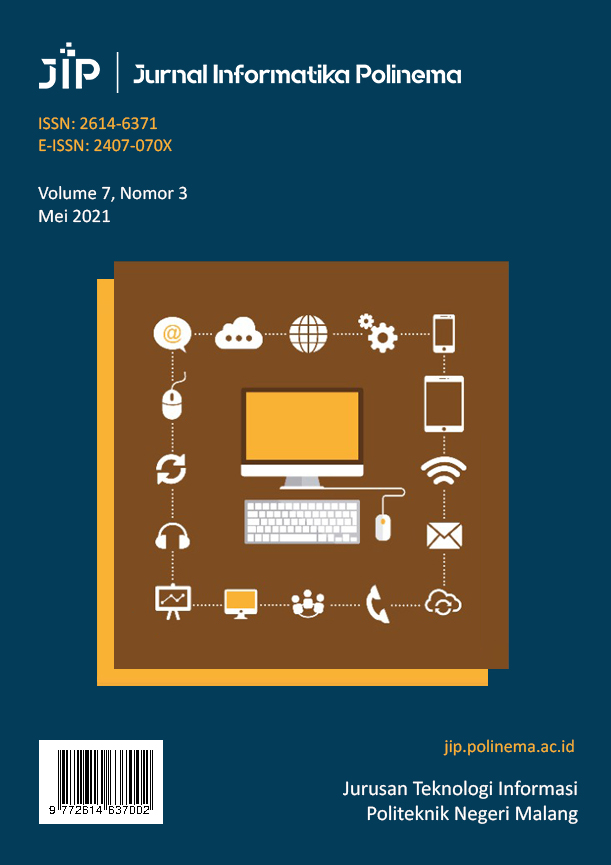 JIP
Jurnal Informatika Polinema
ISSN: 2614-6371
E-ISSN: 2407-070X
Volume 7, Nomor 3
Mei 2021
@
jip.polinema.ac.id
Jurusan Teknologi Informasi
Politeknik Negeri Malang
9 772614 637002